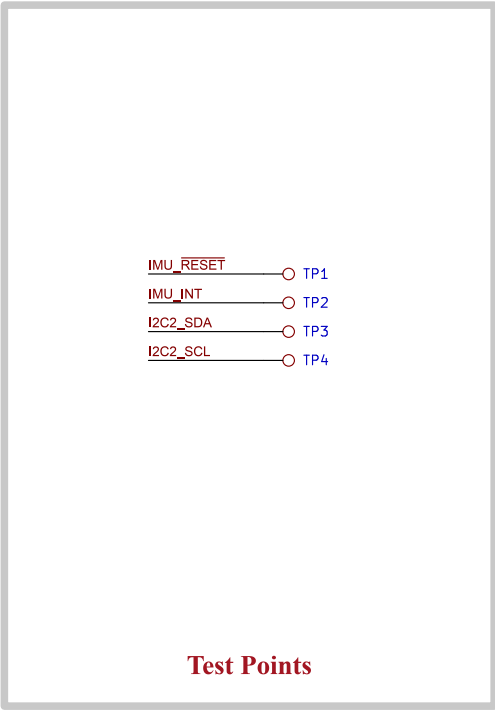 IMU_RESET TP1
IMU_INT TP2
I2C2_SDA TP3
I2C2_SCL TP4
Test Points